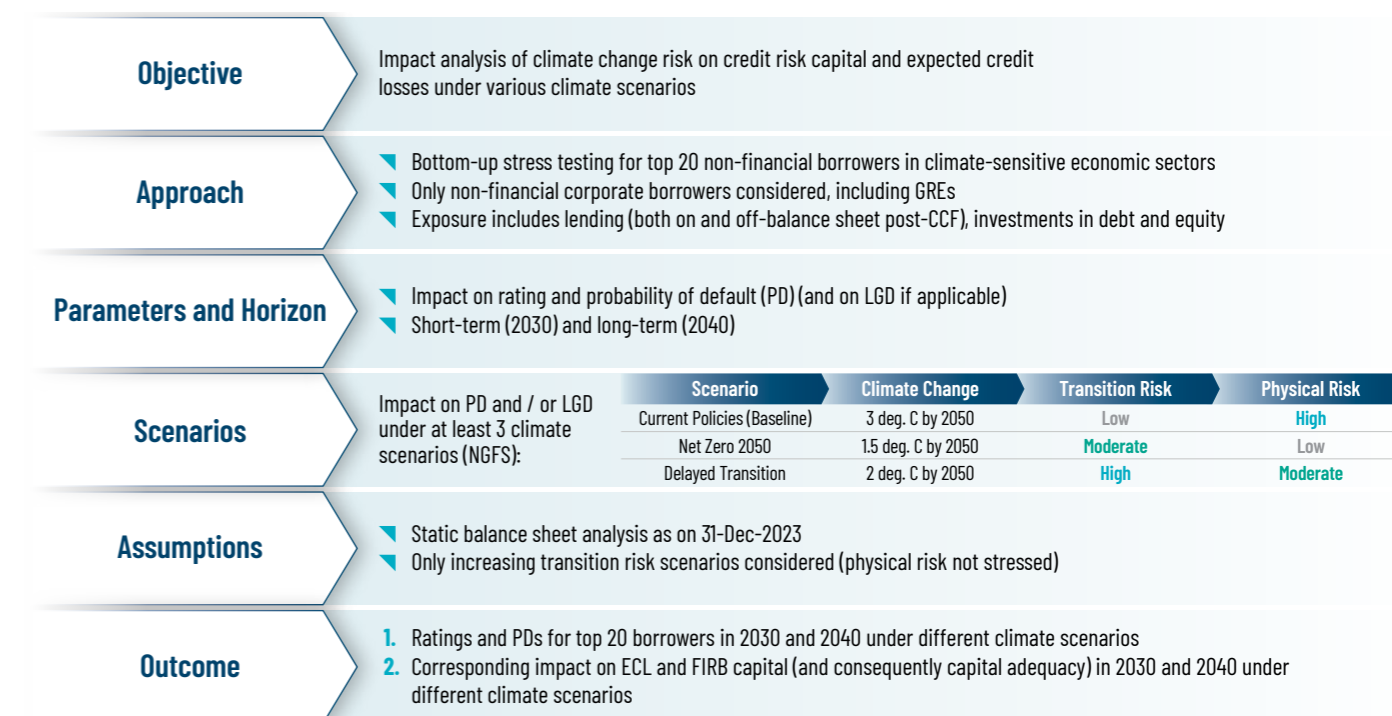 Objective
Impact analysis of climate change risk on credit risk capital and expected credit
losses under various climate scenarios
Approach
Bottom-up stress testing for top 20 non-financial borrowers in climate-sensitive economic sectors
Only non-financial corporate borrowers considered, including GREs
Exposure includes lending (both on and off-balance sheet post-CCF), investments in debt and equity
Parameters and Horizon
Impact on rating and probability of default (PD) (and on LGD if applicable)
Short-term (2030) and long-term (2040)
Scenarios
Impact on PD and / or LGD
under at least 3 climate
scenarios (NGFS):
Scenario Climate Change Transition Risk Physical Risk
Current Policies (Baseline) 3 deg. C by 2050 Low High
Net Zero 2050 1.5 deg. C by 2050 Moderate Low
Delayed Transition 2 deg. C by 2050 High Moderate
Assumptions
Static balance sheet analysis as on 31-Dec-2023
Only increasing transition risk scenarios considered (physical risk not stressed)
Outcome
1. Ratings and PDs for top 20 borrowers in 2030 and 2040 under different climate scenarios
2. Corresponding impact on ECL and FIRB capital (and consequently capital adequacy) in 2030 and 2040 under
different climate scenarios